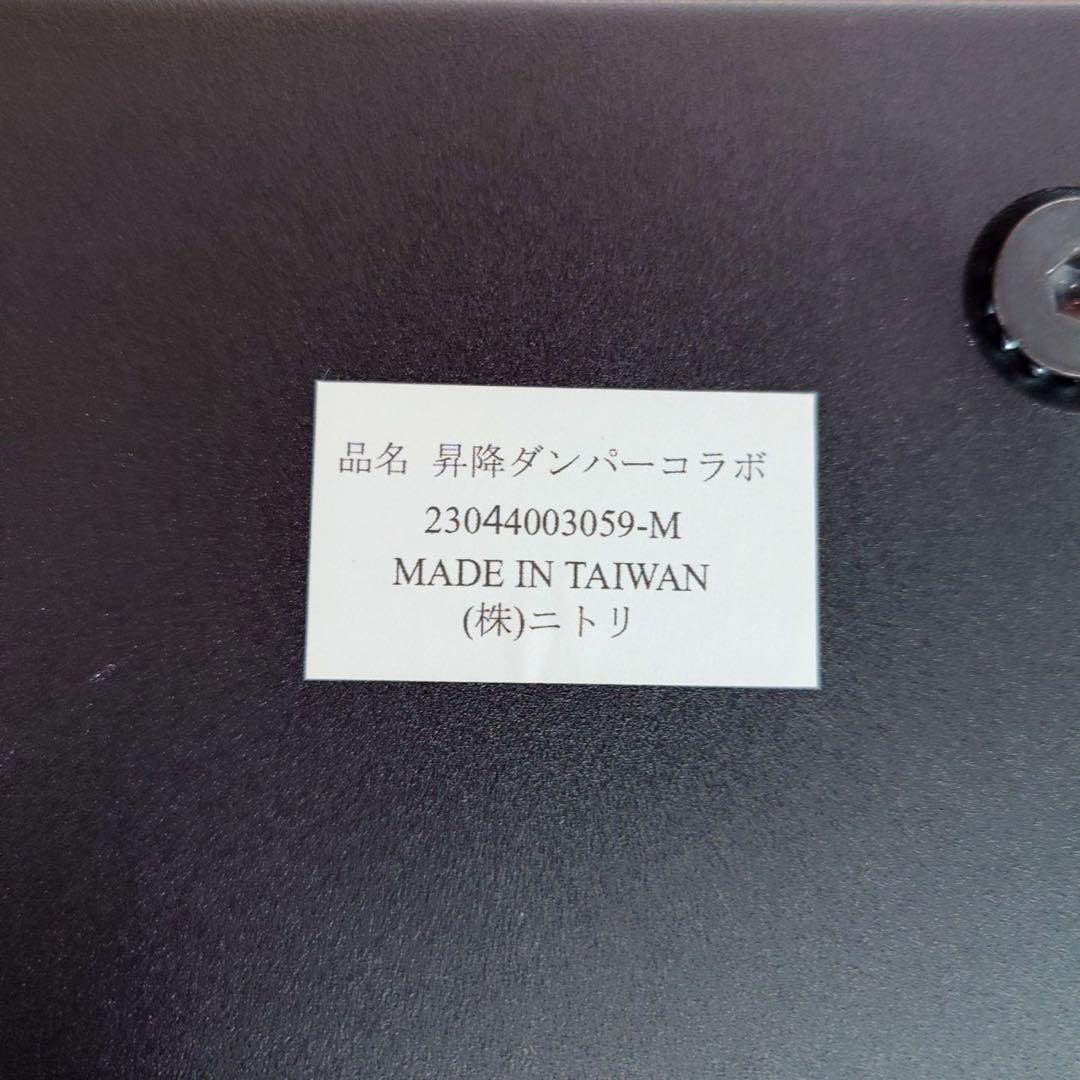 品名 昇降ダンパーコラボ
23044003059-M
MADE IN TAIWAN
(株)ニトリ